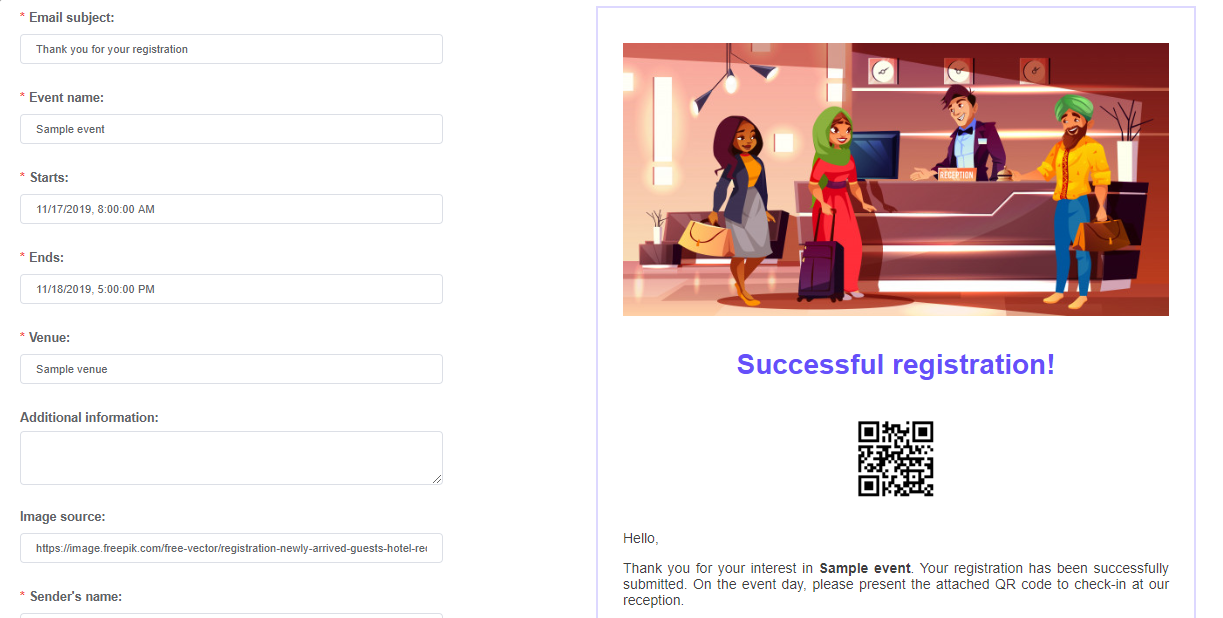 * Email subject:
Thank you for your registration
* Event name:
Sample event
* Starts:
11/17/2019, 8:00:00 AM
* Ends:
11/18/2019, 5:00:00 PM
* Venue:
Sample venue
Additional information:
Image source:
https://image.freepik.com/free-vector/registration-newly-arrived-guests-hotel-rec
* Sender's name:
RECEPTION
Successful registration!
Hello,
Thank you for your interest in Sample event. Your registration has been successfully
submitted. On the event day, please present the attached QR code to check-in at our
reception.